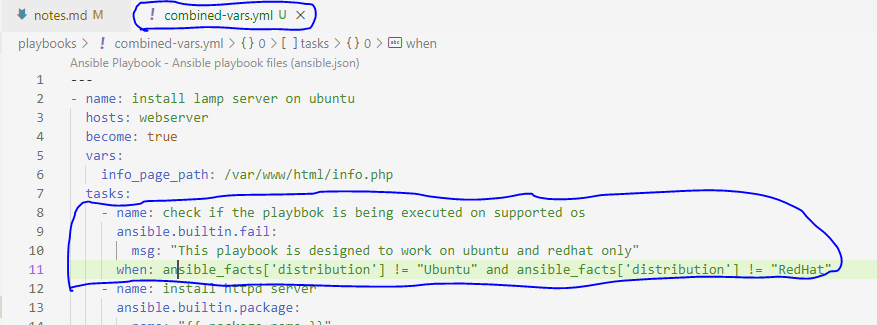 notes.md M
! combined-vars.yml U ×
playbooks > ! combined-vars.yml > {} 0 > [ ] tasks > {} 0 > abc when
Ansible Playbook - Ansible playbook files (ansible.json)
1 ---
2 - name: install lamp server on ubuntu
3 hosts: webserver
4 become: true
5 vars:
6 info_page_path: /var/www/html/info.php
7 tasks:
8 - name: check if the playbbok is being executed on supported os
9 ansible.builtin.fail:
10 msg: "This playbook is designed to work on ubuntu and redhat only"
11 when: ansible_facts['distribution'] != "Ubuntu" and ansible_facts['distribution'] != "RedHat"
12 - name: install httpd server
13 ansible.builtin.package:
14 name: "{{ package_name }}"